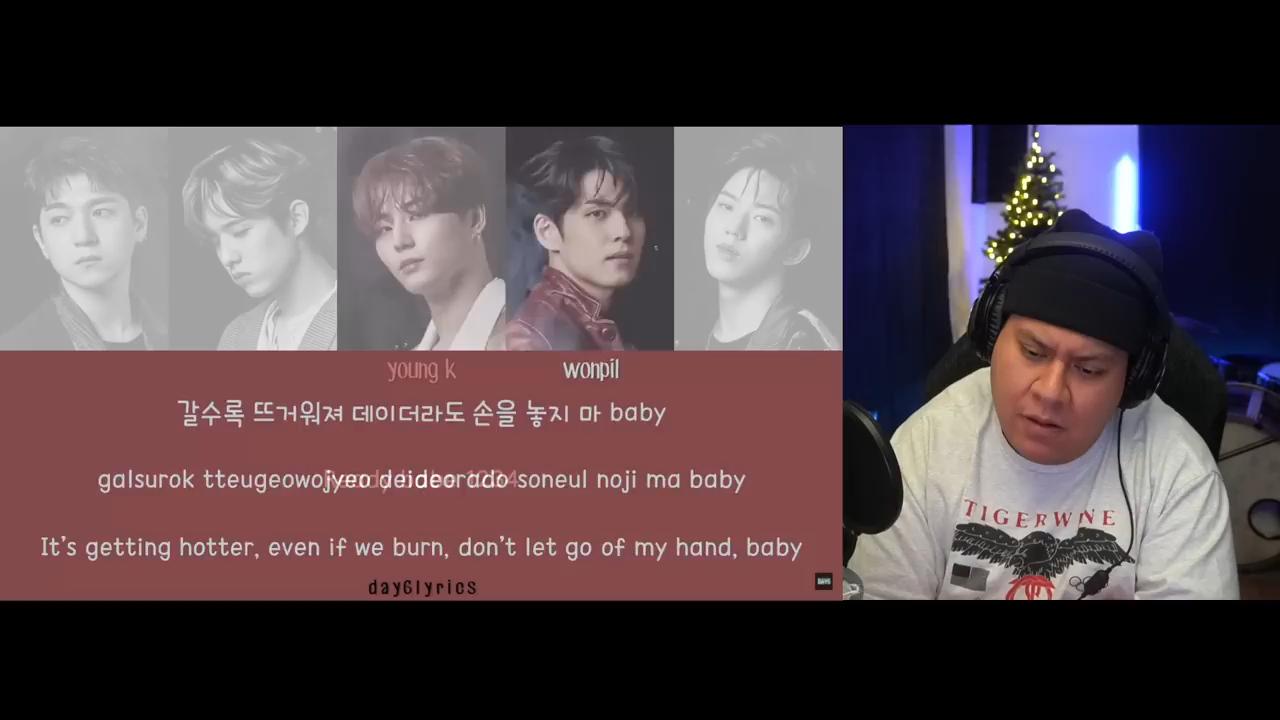 young k
wonpil
갈수록 뜨거워져 데이더라도 손을 놓지 마 baby
galsurok tteugeowojyeo deideorado soneul noji ma baby
It's getting hotter, even if we burn, don't let go of my hand, baby
day6lyrics
TIGERWINE